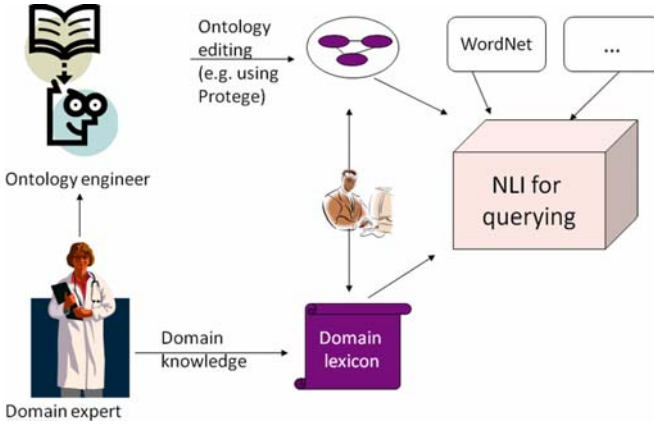 Ontology
editing
(e.g. using
Protege)
WordNet
...
Ontology engineer
NLI for
querying
Domain
knowledge
Domain
lexicon
Domain expert